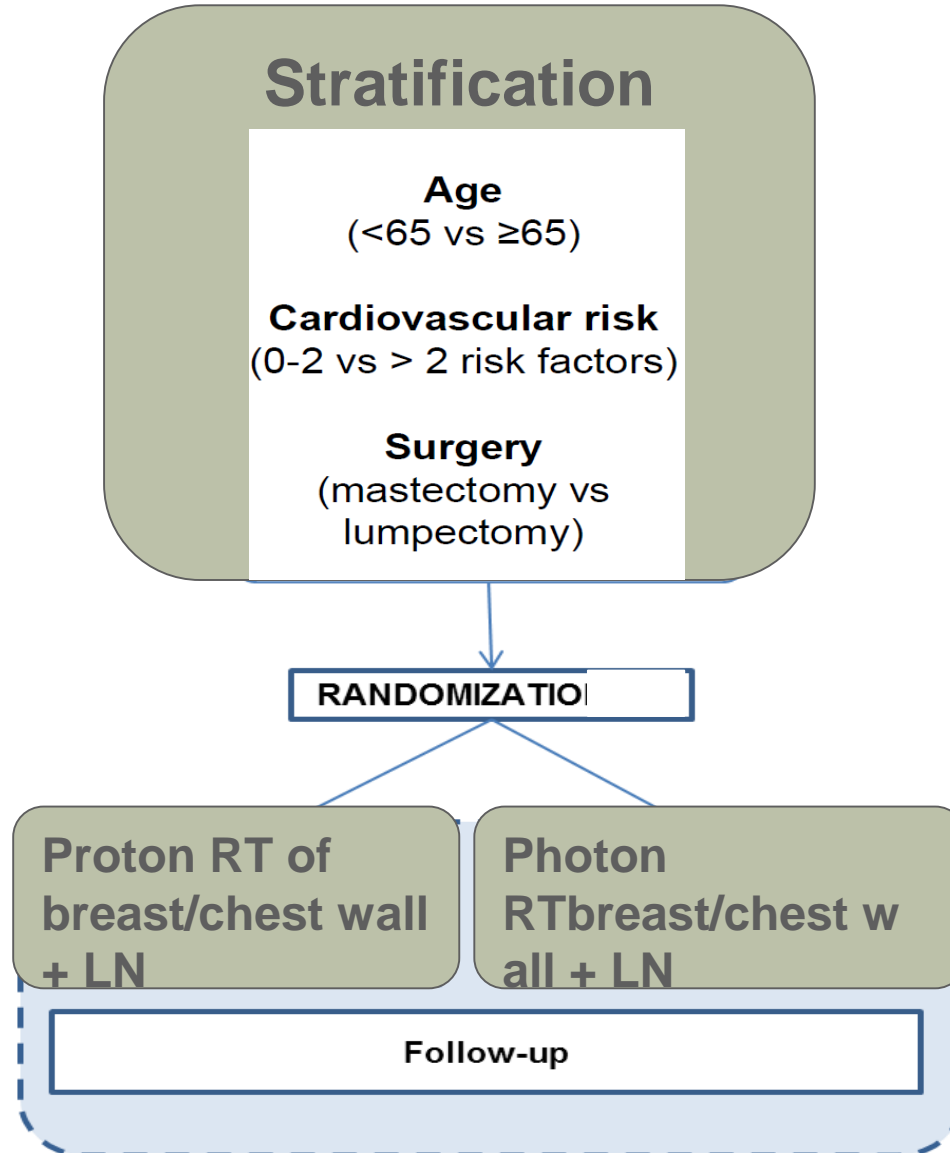 Stratification
Age
(<65 vs ≥65)
Cardiovascular risk
(0-2 vs > 2 risk factors)
Surgery
(mastectomy vs
lumpectomy)
RANDOMIZATIO
Proton RT of
breast/chest wall
+ LN
Photon
RTbreast/chest w
all + LN
Follow-up